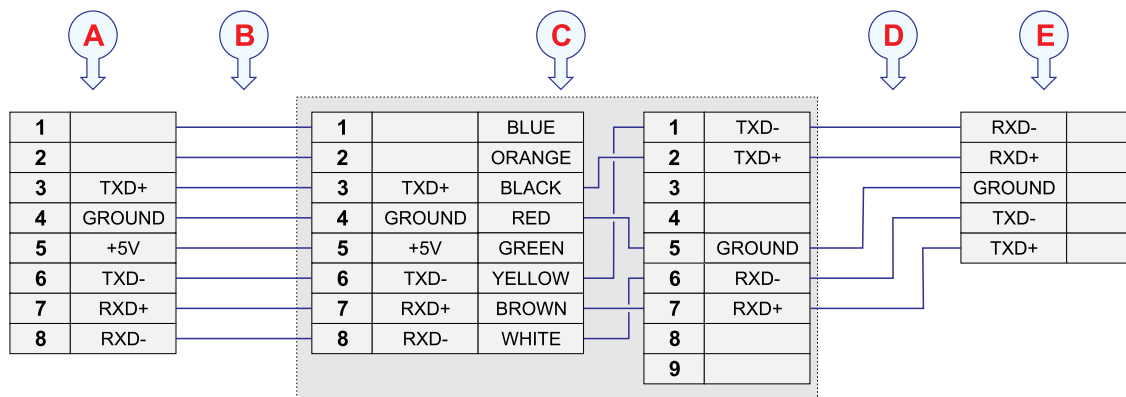 A B C D E
1 1 BLUE 1 TXD- RXD-
2 2 ORANGE 2 TXD+ RXD+
3 TXD+ 3 TXD+ BLACK 3 GROUND
4 GROUND 4 GROUND RED 4 TXD-
5 +5V 5 +5V GREEN 5 GROUND TXD+
6 TXD- 6 TXD- YELLOW 6 RXD-
7 RXD+ 7 RXD+ BROWN 7 RXD+
8 RXD- 8 RXD- WHITE 8
9